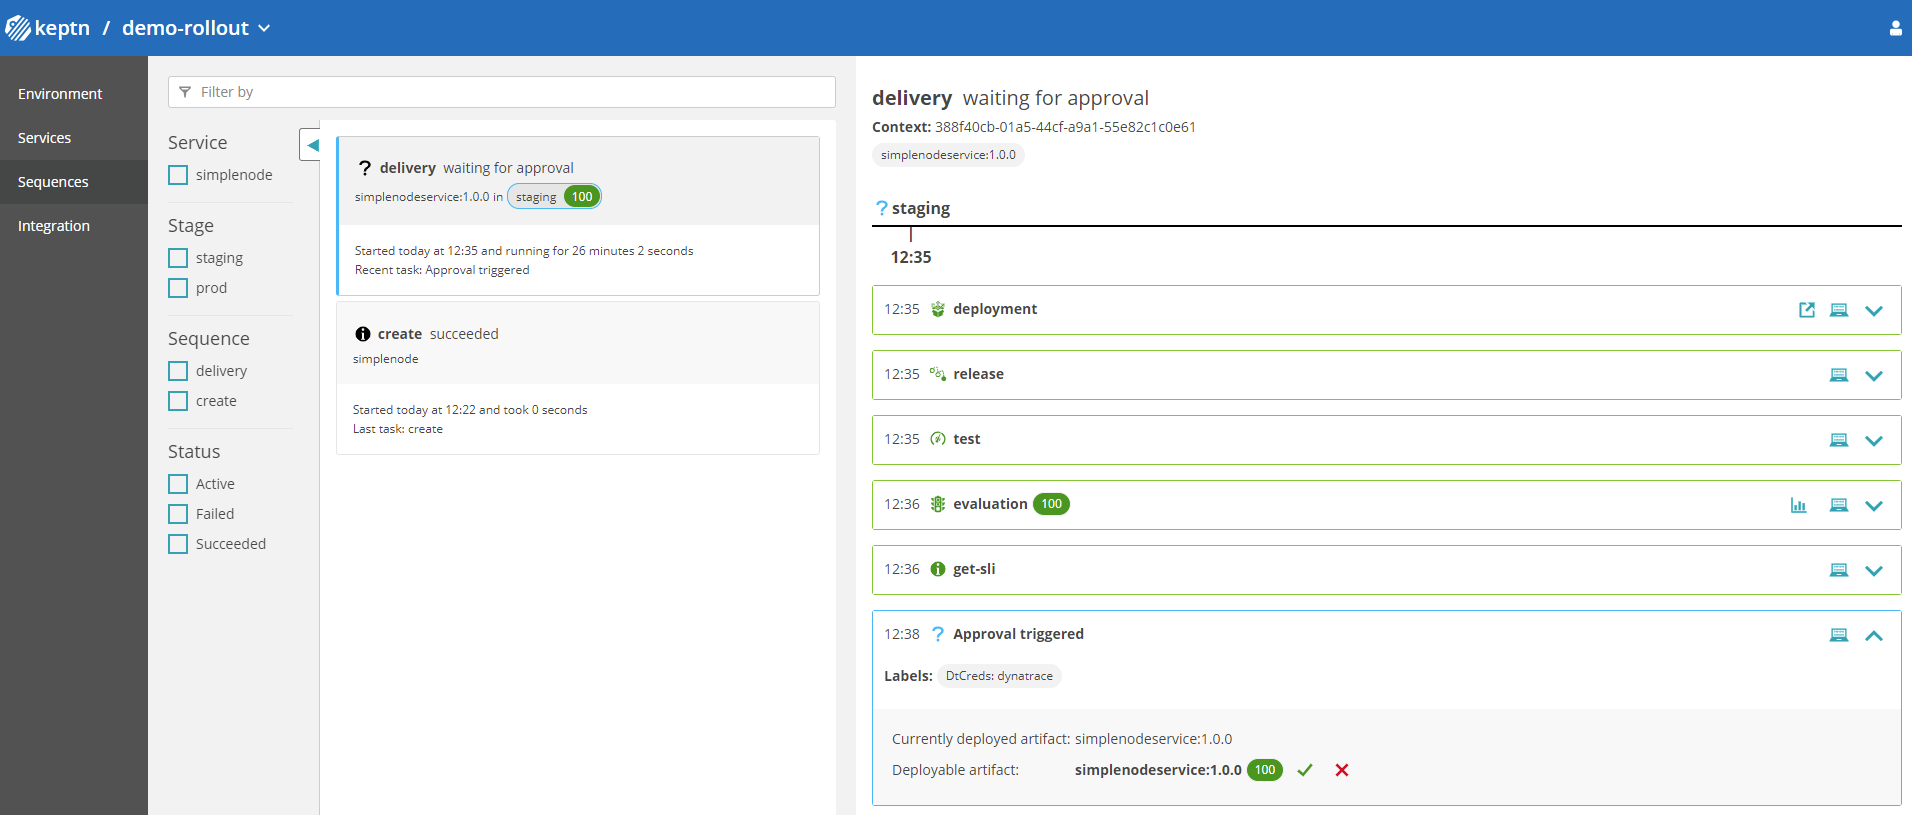 keptn / demo-rollout
Environment
Services
Sequences
Integration
Filter by
Service
simplenode
Stage
staging
prod
Sequence
delivery
create
Status
Active
Failed
Succeeded
? delivery waiting for approval
simplenodeservice:1.0.0 in staging 100
Started today at 12:35 and running for 26 minutes 2 seconds
Recent task: Approval triggered
create succeeded
simplenode
Started today at 12:22 and took 0 seconds
Last task: create
delivery waiting for approval
Context: 388f40cb-01a5-44cf-a9a1-55e82c1c0e61
simplenodeservice:1.0.0
? staging
12:35
12:35 deployment
12:35 release
12:35 test
12:36 evaluation 100
12:36 get-sli
12:38 ? Approval triggered
Labels: DtCreds: dynatrace
Currently deployed artifact: simplenodeservice:1.0.0
Deployable artifact: simplenodeservice:1.0.0 100